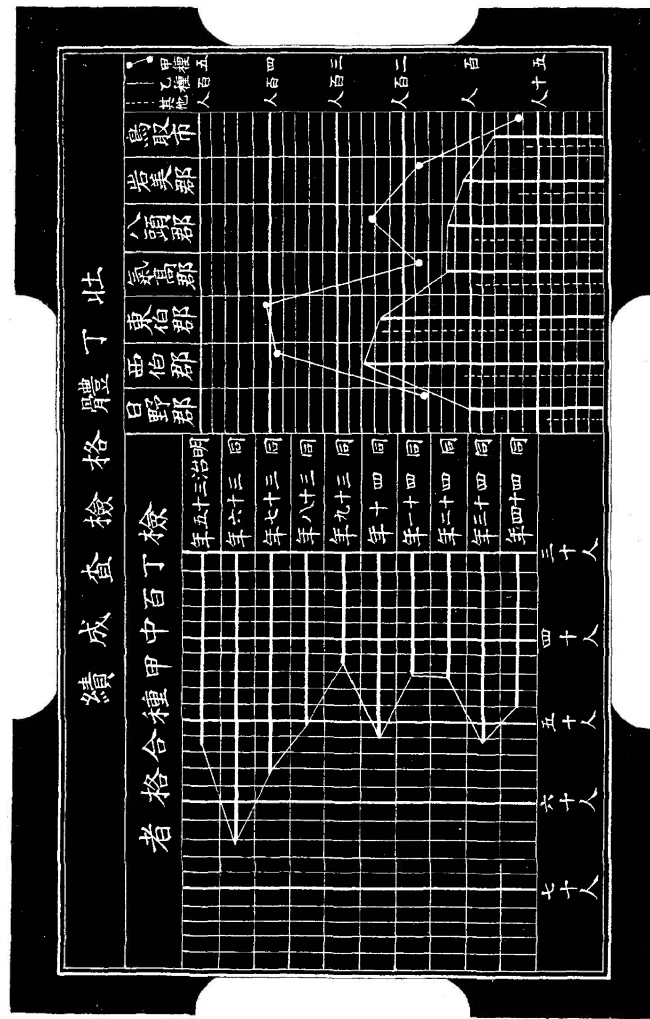 壯丁體格檢查成績
甲種
乙種
其他種
五百人
四百人
三百人
二百人
百人
五十人
鳥取市
岩美郡
八頭郡
氣高郡
東伯郡
西伯郡
日野郡
檢丁百中甲種合格者
明治三十五年
同三十六年
同三十七年
同三十八年
同三十九年
同四十年
同四十一年
同四十二年
同四十三年
同四十四年
三十人
四十人
五十人
六十人
七十人